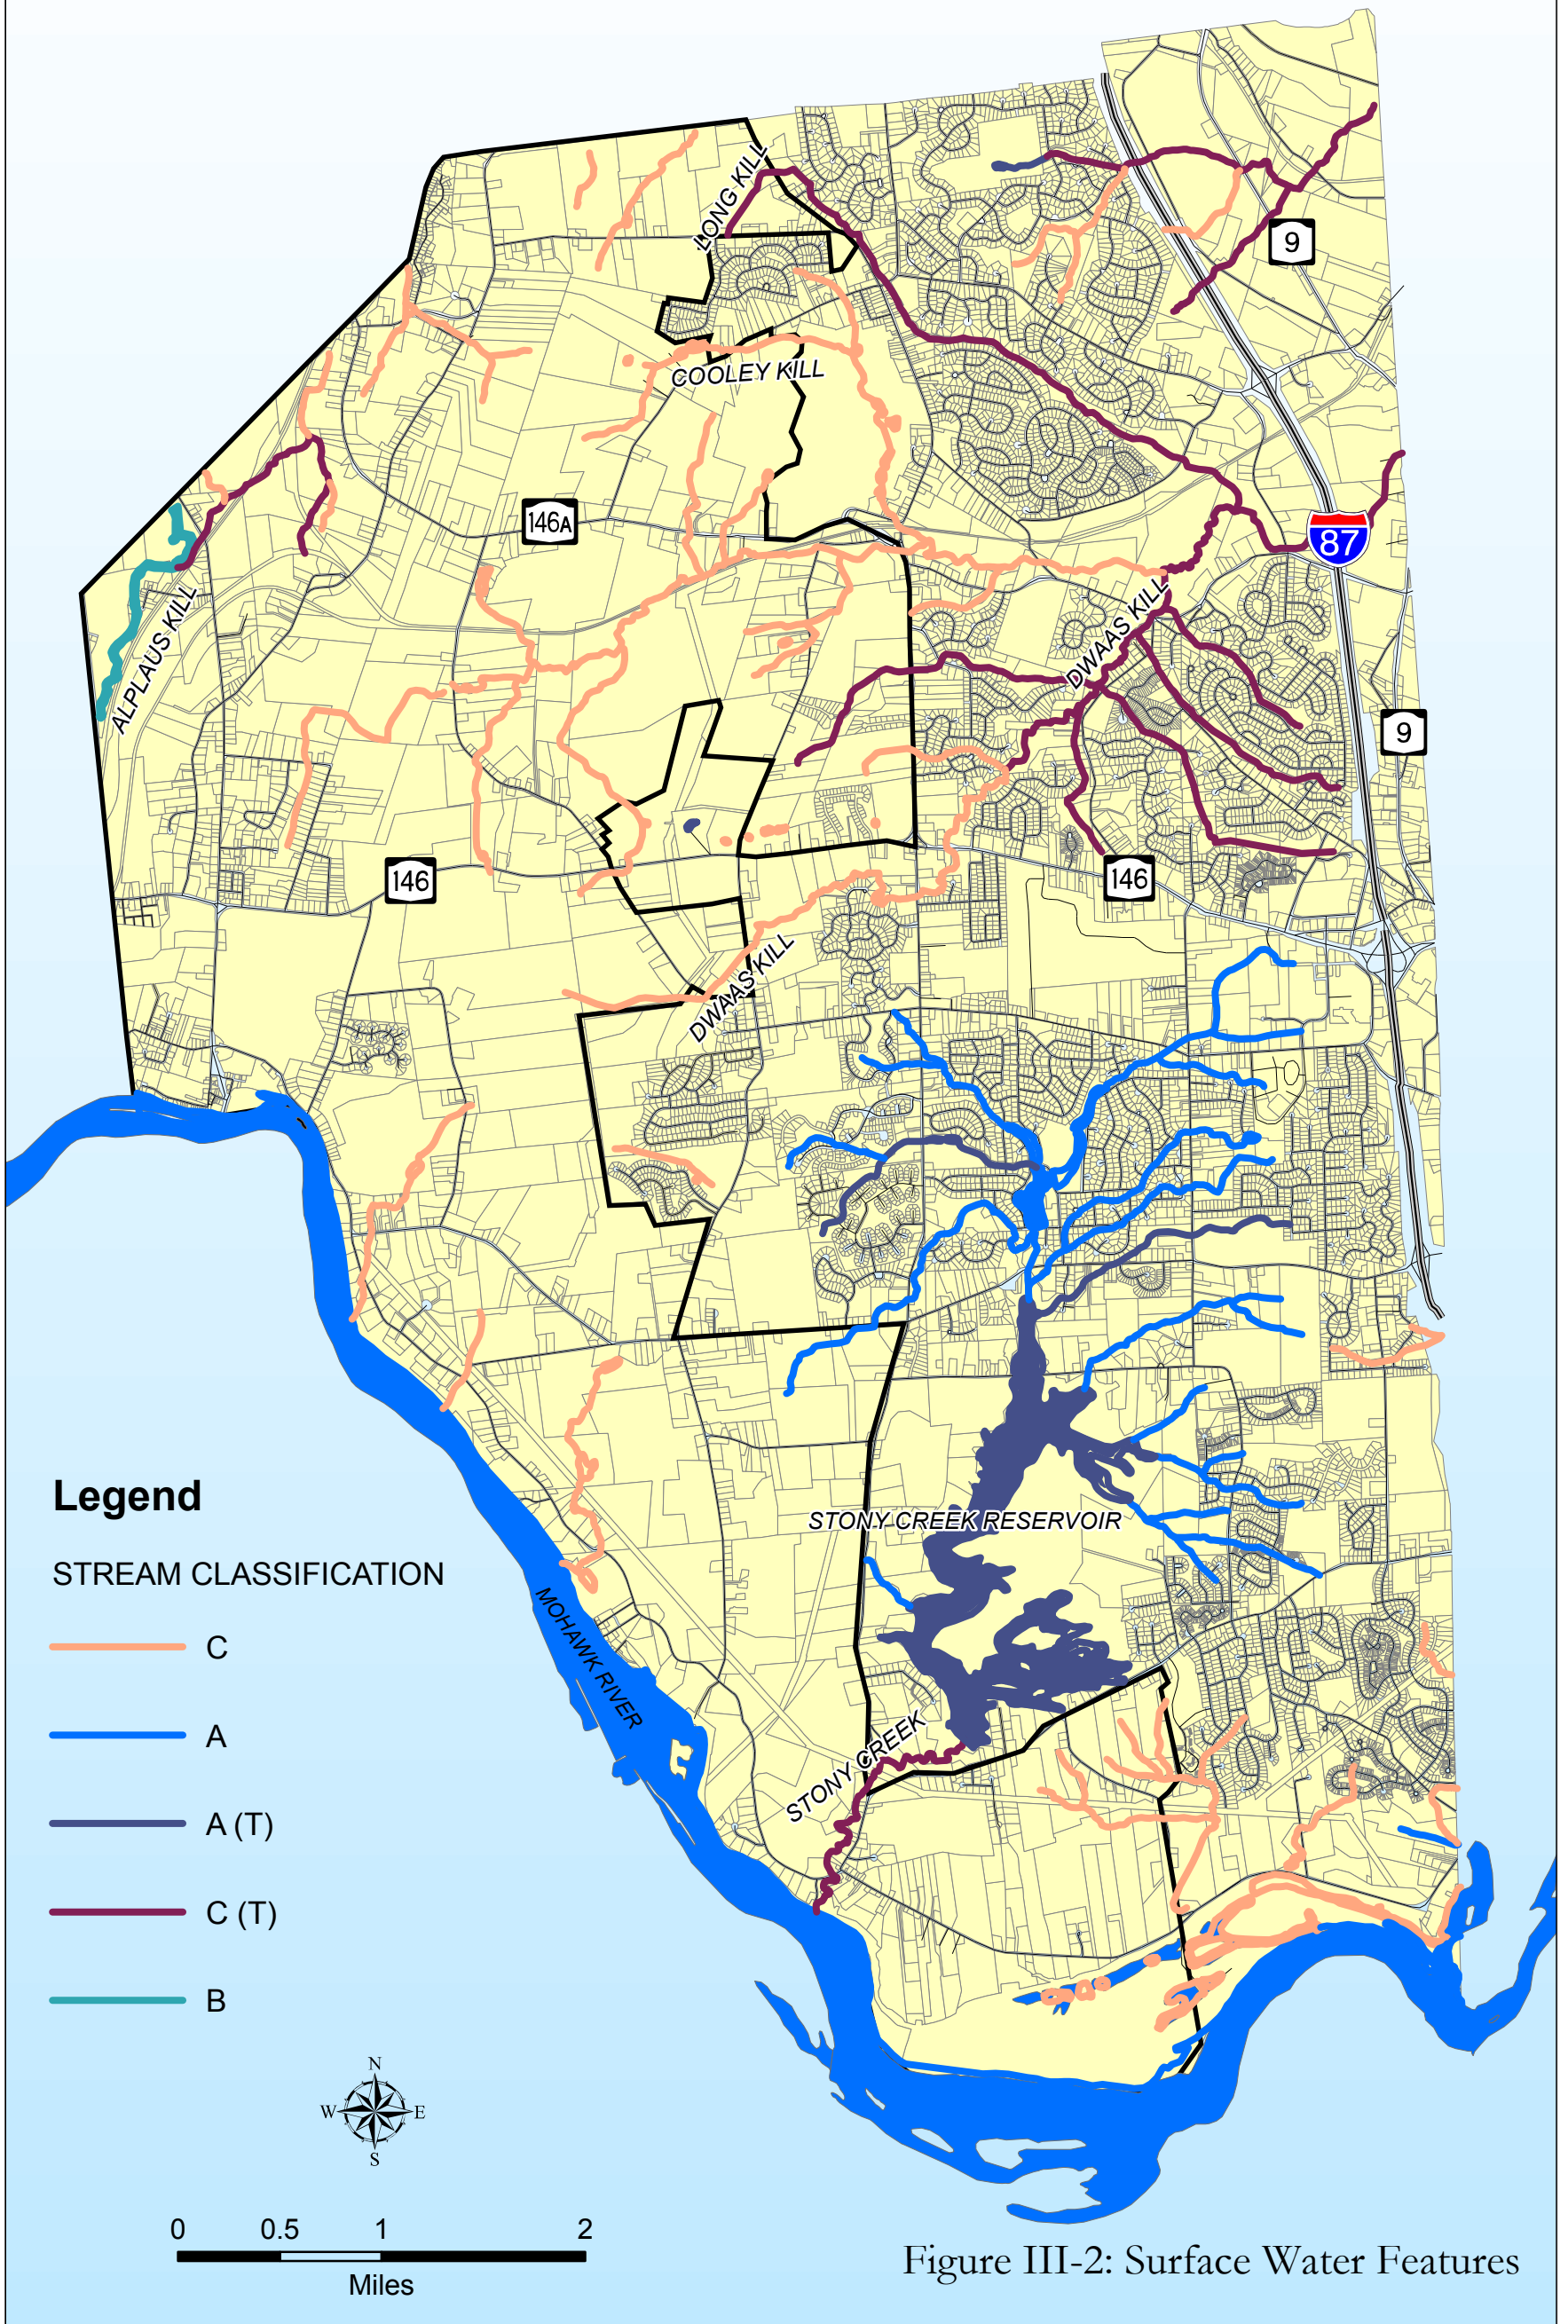 LONG KILL
9
COOLEY KILL
146A
87
ALPLAUS KILL
DWAAS KILL
9
146
146
DWAAS KILL
Legend
STONY CREEK RESERVOIR
STREAM CLASSIFICATION
C
MOHAWK RIVER
A
STONY CREEK
A (T)
C (T)
B
N
W E
S
0 0.5 1 2
Miles
Figure III-2: Surface Water Features